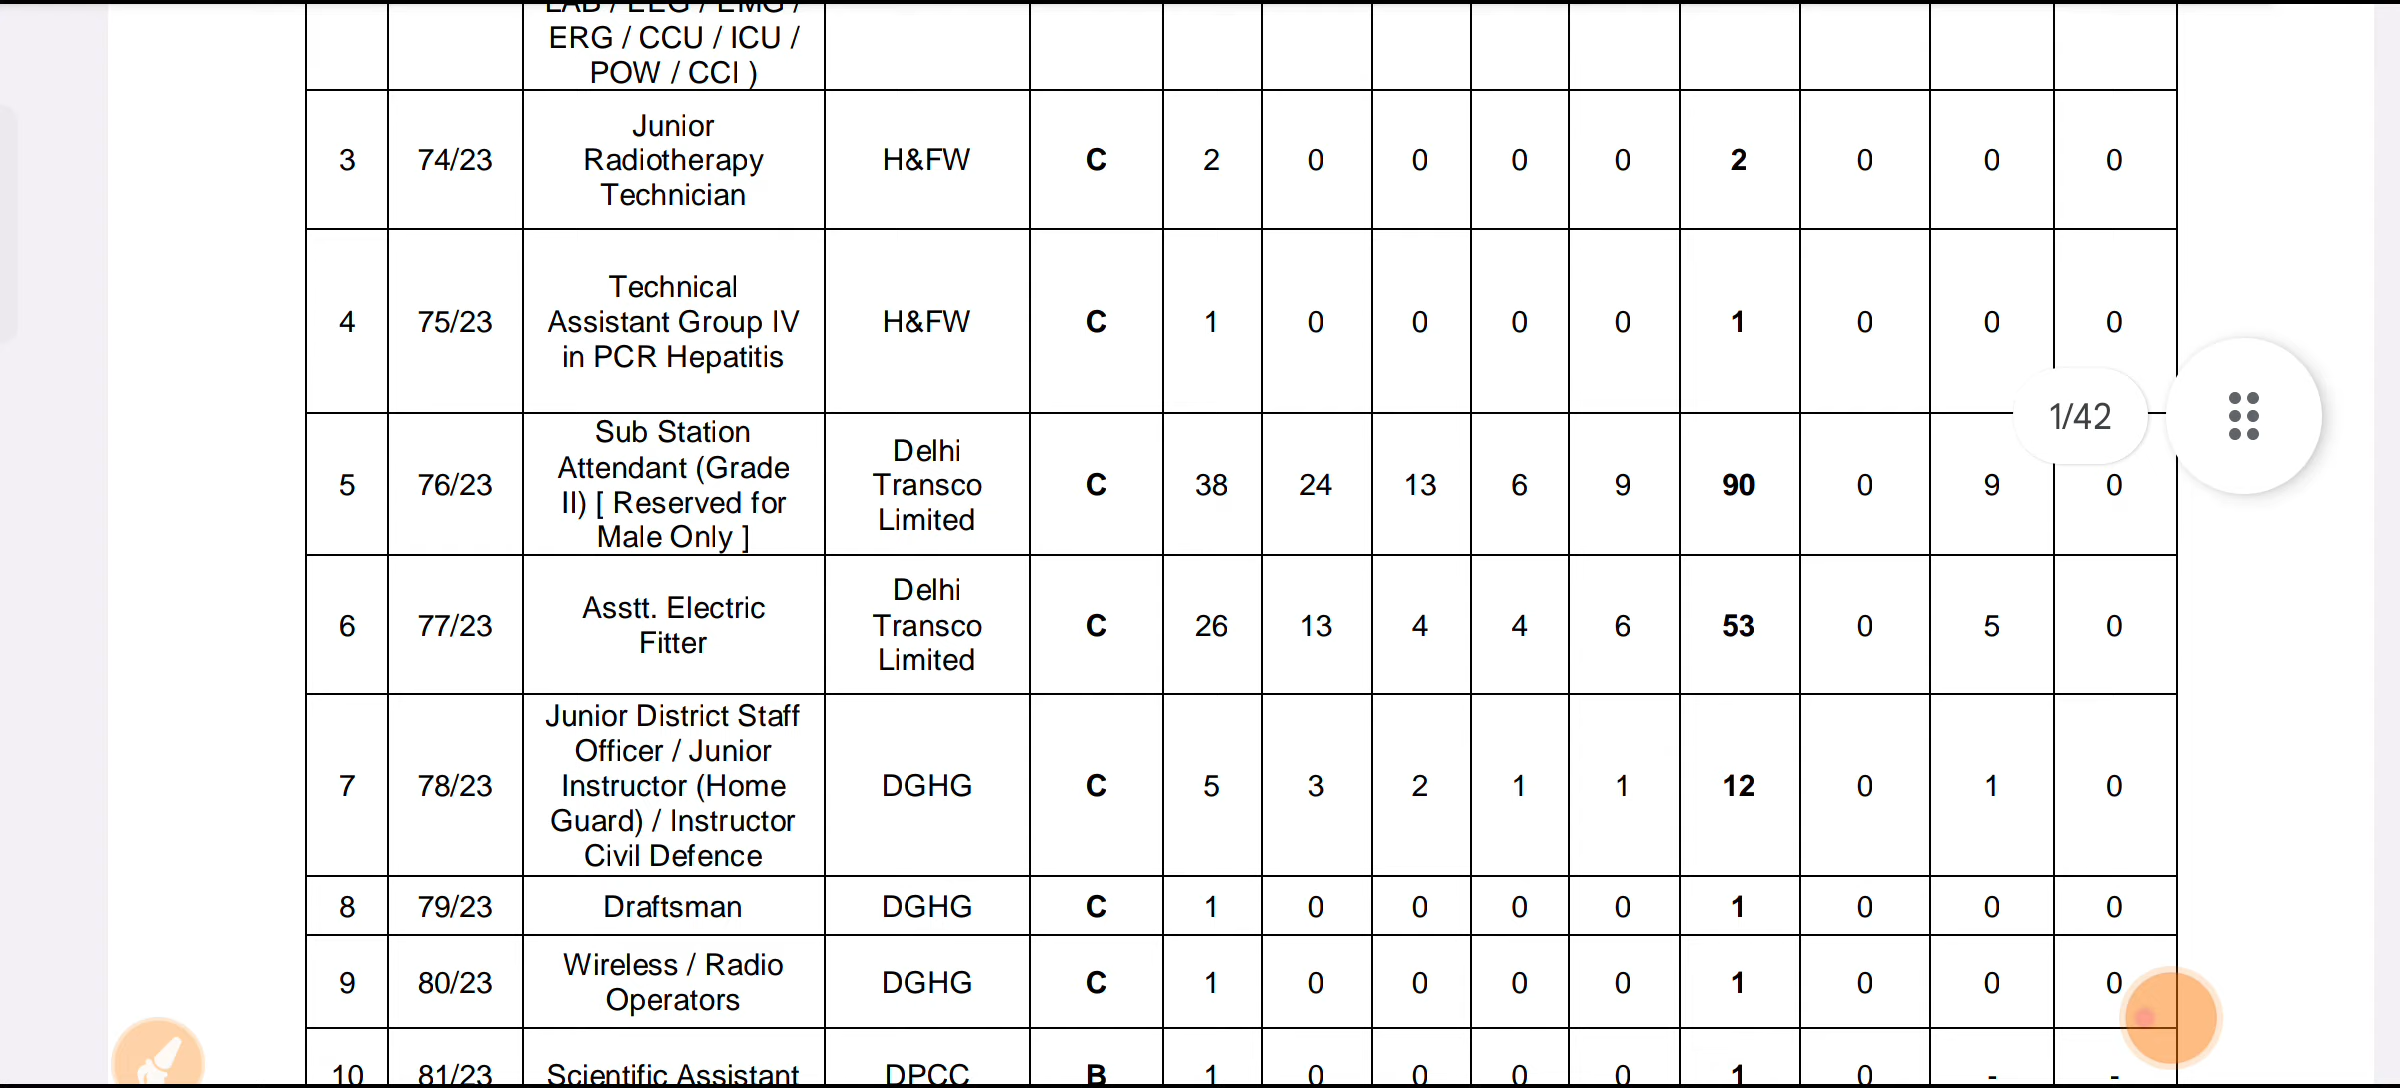 LAB / EEG / EMG /
ERG / CCU / ICU /
POW / CCI )
3 74/23 Junior Radiotherapy Technician H&FW C 2 0 0 0 0 2 0 0 0
4 75/23 Technical Assistant Group IV in PCR Hepatitis H&FW C 1 0 0 0 0 1 0 0 0
1/42
5 76/23 Sub Station Attendant (Grade II) [ Reserved for Male Only ] Delhi Transco Limited C 38 24 13 6 9 90 0 9 0
6 77/23 Asstt. Electric Fitter Delhi Transco Limited C 26 13 4 4 6 53 0 5 0
7 78/23 Junior District Staff Officer / Junior Instructor (Home Guard) / Instructor Civil Defence DGHG C 5 3 2 1 1 12 0 1 0
8 79/23 Draftsman DGHG C 1 0 0 0 0 1 0 0 0
9 80/23 Wireless / Radio Operators DGHG C 1 0 0 0 0 1 0 0 0
10 81/23 Scientific Assistant DPCC B 1 0 0 0 0 1 0 - -